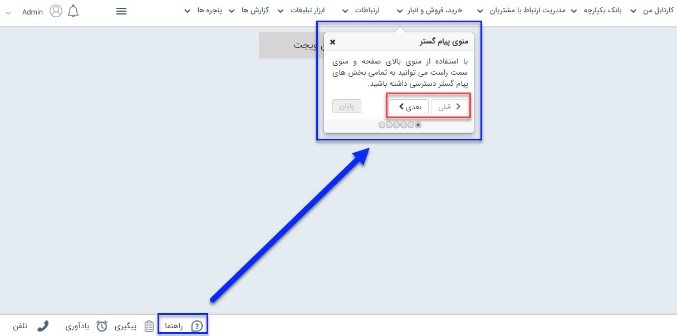 کارتابل من
بانک یکپارچه
مدیریت ارتباط با مشتریان
خرید، فروش و انبار
ارتباطات
ابزار تبلیغات
گزارش ها
پنجره ها
Admin
ویجت
منوی پیام گستر
با استفاده از منوی بالای صفحه و منوی
سمت راست می توانید به تمامی بخش های
پیام گستر دسترسی داشته باشید.
قبلی
بعدی
پایان
راهنما
پیگیری
یادآوری
تلفن